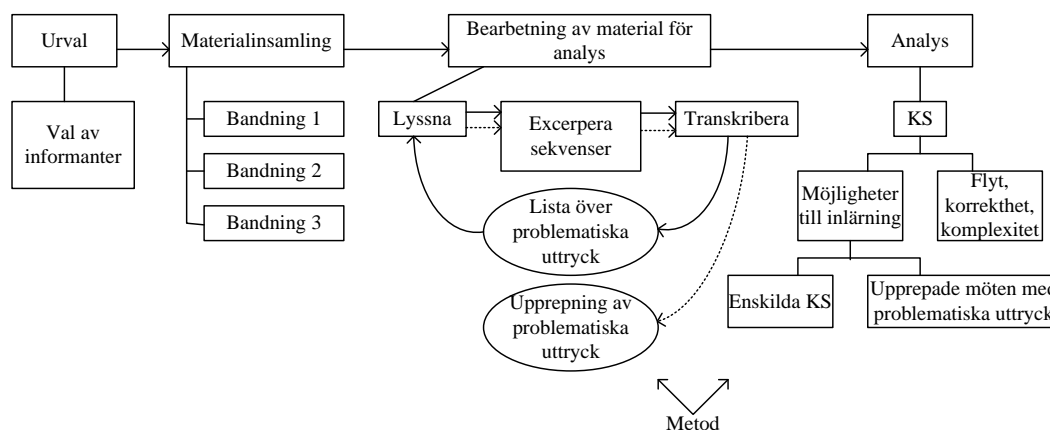 Urval
Materialinsamling
Bearbetning av material för
analys
Analys
Val av
informanter
Bandning 1
Bandning 2
Bandning 3
Lyssna
Excerpera
sekvenser
Transkribera
Lista över
problematiska
uttryck
Upprepning av
problematiska
uttryck
KS
Möjligheter
till inlärning
Flyt,
korrekthet,
komplexitet
Enskilda KS
Upprepade möten med
problematiska uttryck
Metod